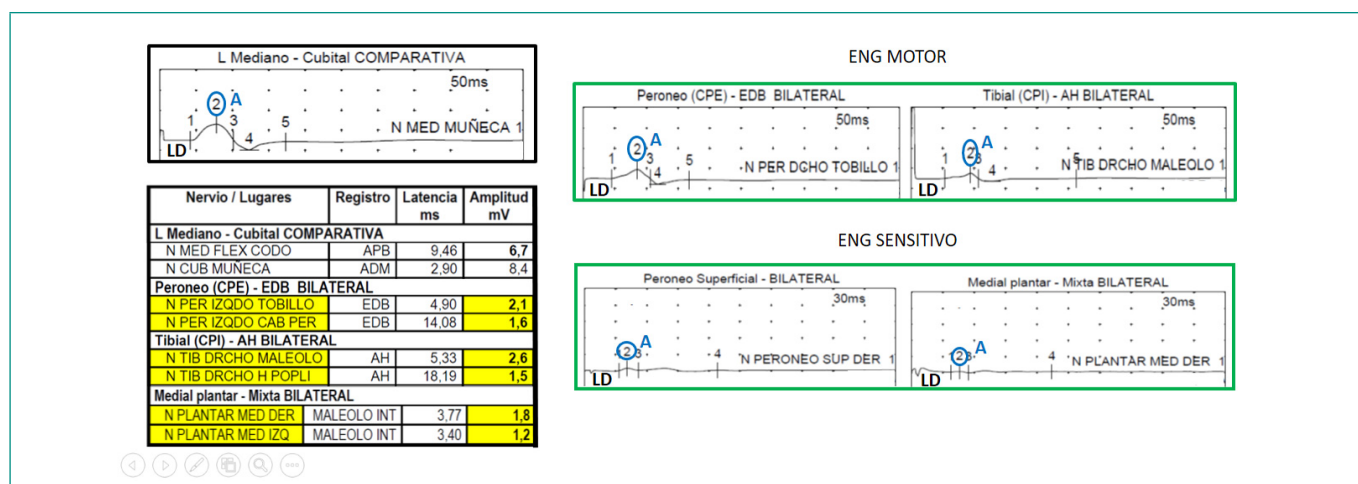 L Mediano - Cubital COMPARATIVA
50ms
2 A
1 3 5
4
N MED MUÑECA 1
LD
Nervio / Lugares Registro Latencia ms Amplitud mV
L Mediano - Cubital COMPARATIVA
N MED FLEX CODO APB 9,46 6,7
N CUB MUÑECA ADM 2,90 8,4
Peroneo (CPE) - EDB BILATERAL
N PER IZQDO TOBILLO EDB 4,90 2,1
N PER IZQDO CAB PER EDB 14,08 1,6
Tibial (CPI) - AH BILATERAL
N TIB DRCHO MALEOLO AH 5,33 2,6
N TIB DRCHO H POPLI AH 18,19 1,5
Medial plantar - Mixta BILATERAL
N PLANTAR MED DER MALEOLO INT 3,77 1,8
N PLANTAR MED IZQ MALEOLO INT 3,40 1,2
ENG MOTOR
Peroneo (CPE) - EDB BILATERAL
50ms
2 A
1 3 5
4
N PER DCHO TOBILLO 1
LD
Tibial (CPI) - AH BILATERAL
50ms
2 A
1 3 5
4
N TIB DRCHO MALEOLO 1
LD
ENG SENSITIVO
Peroneo Superficial - BILATERAL
30ms
A
1 2 3 4
N PERONEO SUP DER 1
LD
Medial plantar - Mixta BILATERAL
30ms
A
1 2 3 4
N PLANTAR MED DER 1
LD